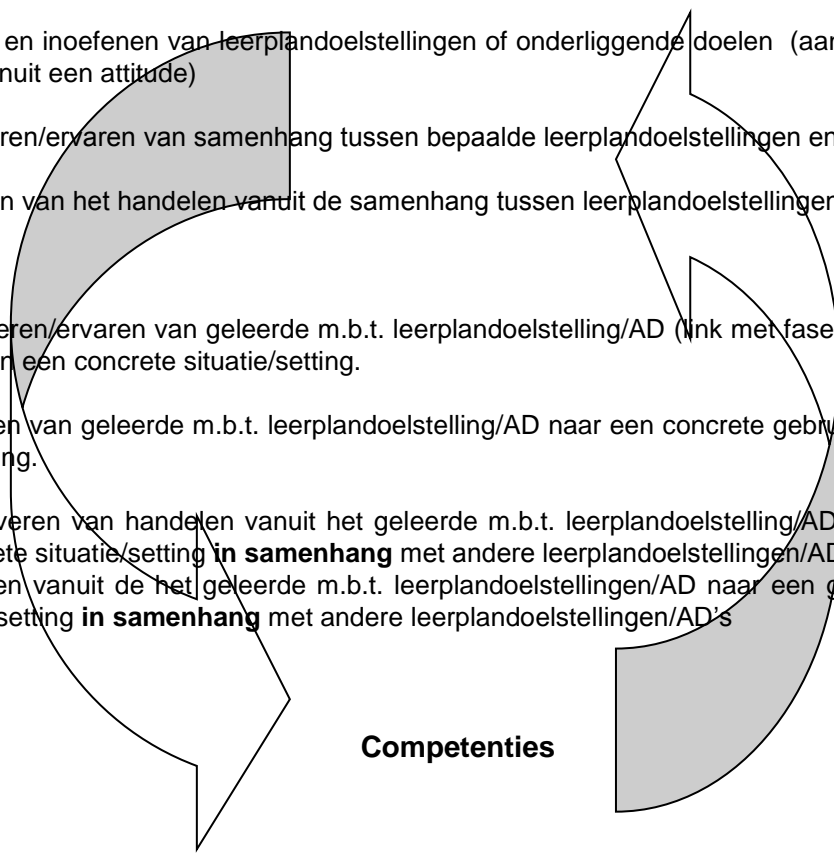 en inoefenen van leerplandoelstellingen of onderliggende doelen (aar
nuit een attitude)
ren/ervaren van samenhang tussen bepaalde leerplandoelstellingen en
n van het handelen vanuit de samenhang tussen leerplandoelstellingen
eren/ervaren van geleerde m.b.t. leerplandoelstelling/AD (link met fase
n een concrete situatie/setting.
en van geleerde m.b.t. leerplandoelstelling/AD naar een concrete gebru
ng.
veren van handelen vanuit het geleerde m.b.t. leerplandoelstelling/AD
ete situatie/setting in samenhang met andere leerplandoelstellingen/AD
en vanuit de het geleerde m.b.t. leerplandoelstellingen/AD naar een g
setting in samenhang met andere leerplandoelstellingen/AD's
Competenties